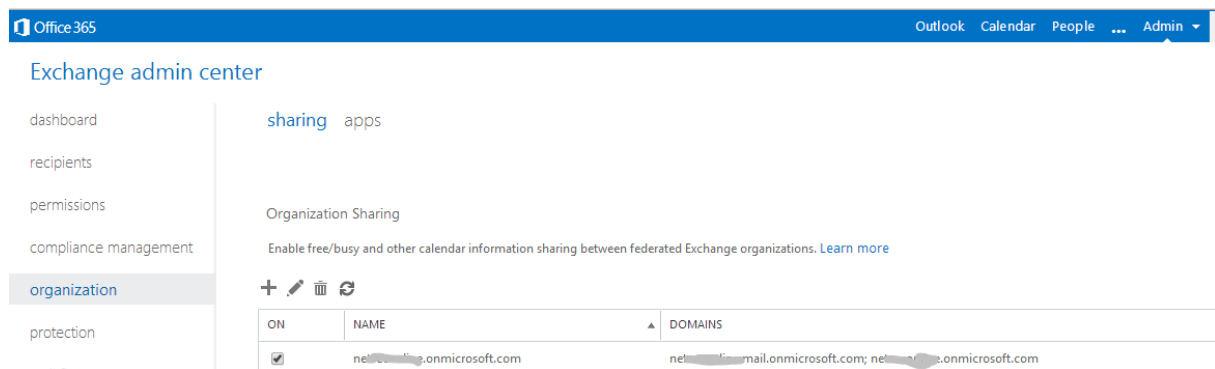 Office 365
Outlook Calendar People ... Admin
Exchange admin center
dashboard
sharing apps
recipients
permissions
Organization Sharing
compliance management
Enable free/busy and other calendar information sharing between federated Exchange organizations. Learn more
organization
ON NAME DOMAINS
protection
.onmicrosoft.com mail.onmicrosoft.com; .onmicrosoft.com